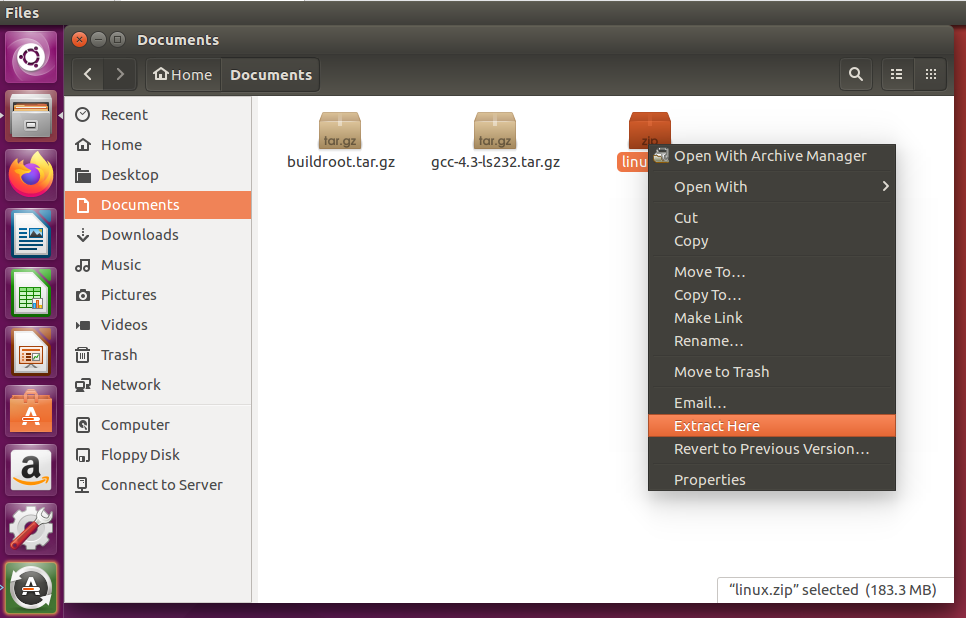 Files
Documents
Home
Documents
Recent
Home
Desktop
Documents
Downloads
Music
Pictures
Videos
Trash
Network
Computer
Floppy Disk
Connect to Server
tar.gz
buildroot.tar.gz
tar.gz
gcc-4.3-ls232.tar.gz
zip
linu
Open With Archive Manager
Open With
Cut
Copy
Move To…
Copy To…
Make Link
Rename…
Move to Trash
Email…
Extract Here
Revert to Previous Version…
Properties
“linux.zip” selected (183.3 MB)